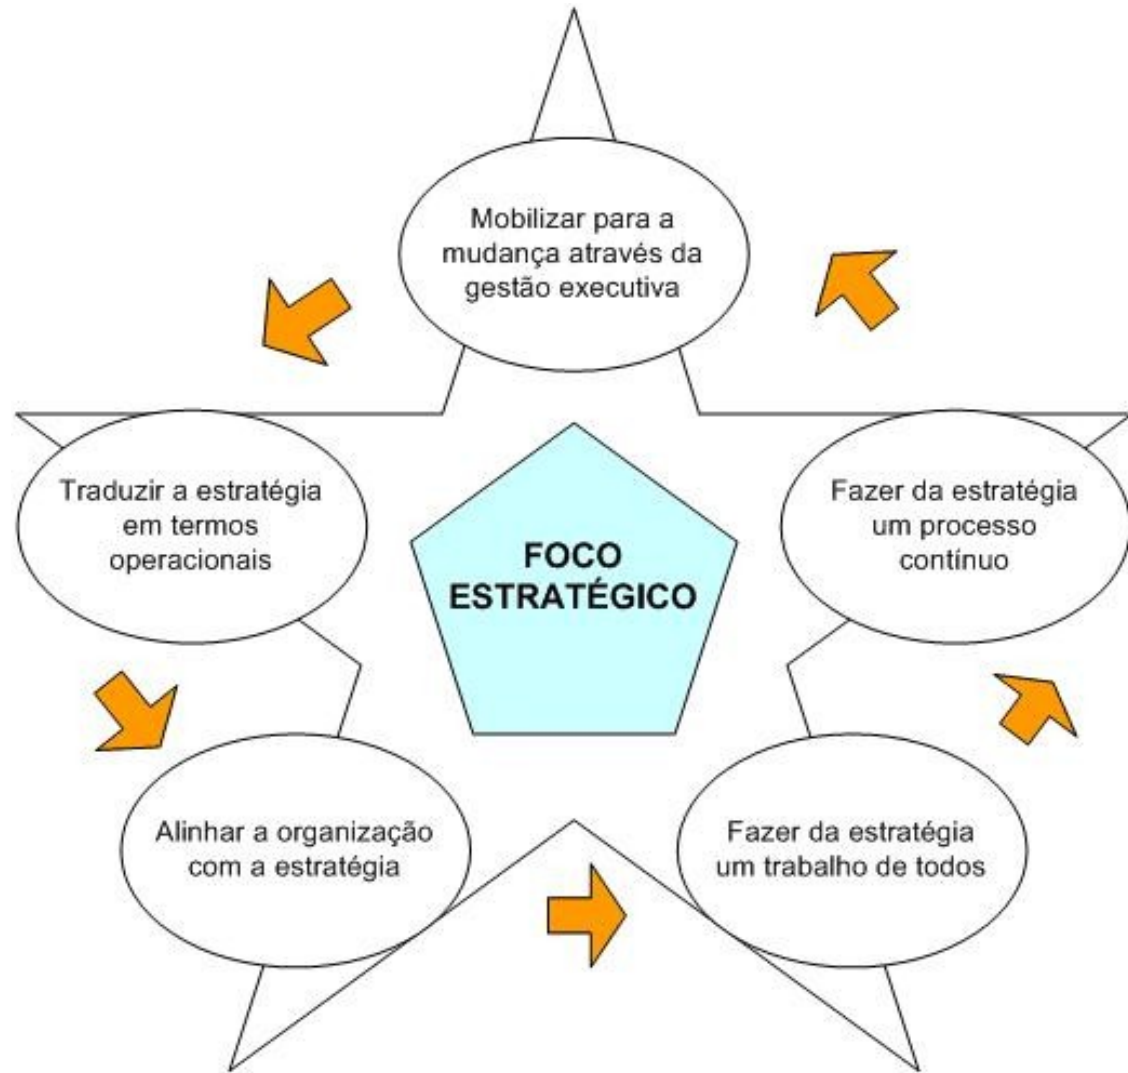 Mobilizar para a
mudança através da
gestão executiva
Traduzir a estratégia
em termos
operacionais
Fazer da estratégia
um processo
contínuo
FOCO
ESTRATÉGICO
Alinhar a organização
com a estratégia
Fazer da estratégia
um trabalho de todos